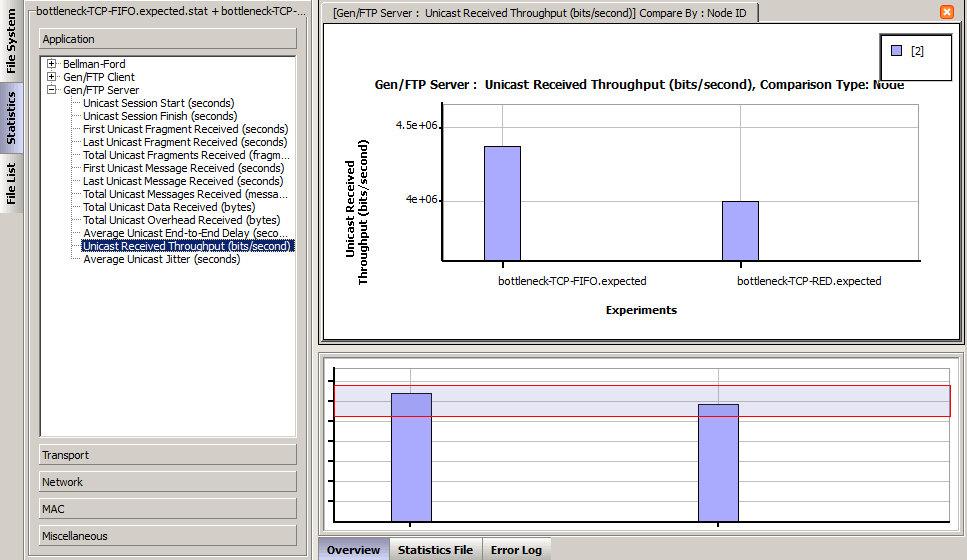 File System
Statistics
File List
bottleneck-TCP-FIFO.expected.stat + bottleneck-TCP-...
Application
Bellman-Ford
Gen/FTP Client
Gen/FTP Server
Unicast Session Start (seconds)
Unicast Session Finish (seconds)
First Unicast Fragment Received (seconds)
Last Unicast Fragment Received (seconds)
Total Unicast Fragments Received (fragm...
First Unicast Message Received (seconds)
Last Unicast Message Received (seconds)
Total Unicast Messages Received (messa...
Total Unicast Data Received (bytes)
Total Unicast Overhead Received (bytes)
Average Unicast End-to-End Delay (seco...
Unicast Received Throughput (bits/second)
Average Unicast Jitter (seconds)
Transport
Network
MAC
Miscellaneous
[Gen/FTP Server : Unicast Received Throughput (bits/second)] Compare By : Node ID
[2]
Gen/FTP Server : Unicast Received Throughput (bits/second), Comparison Type: Node
4.5e+06
4e+06
Unicast Received
Throughput (bits/second)
bottleneck-TCP-FIFO.expected
bottleneck-TCP-RED.expected
Experiments
Overview
Statistics File
Error Log